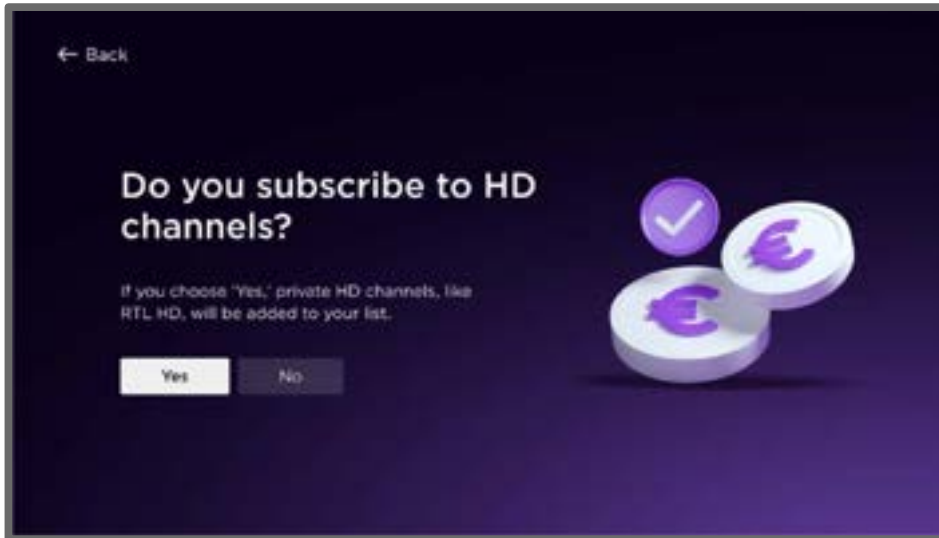 ← Back
Do you subscribe to HD
channels?
If you choose 'Yes,' private HD channels, like
RTL HD, will be added to your list.
Yes No